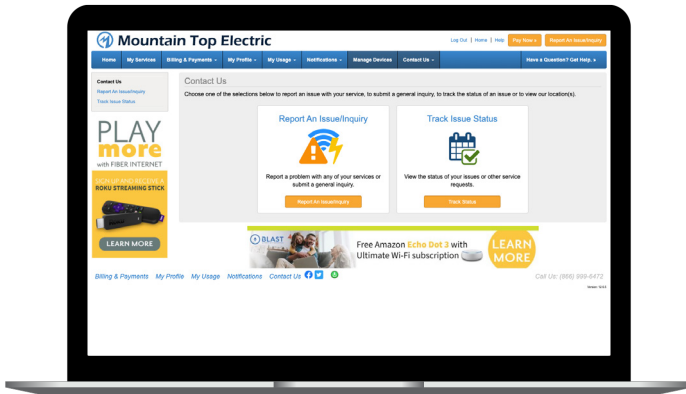 Mountain Top Electric
Log Out | Home | Help
Pay Now »
Report An Issue/Inquiry
Home
My Services
Billing & Payments
My Profile
My Usage
Notifications
Manage Devices
Contact Us
Have a Question? Get Help. »
Contact Us
Report An Issue/Inquiry
Track Issue Status
Contact Us
Choose one of the selections below to report an issue with your service, to submit a general inquiry, to track the status of an issue or to view our location(s).
Report An Issue/Inquiry
Report a problem with any of your services or
submit a general inquiry.
Report An Issue/Inquiry
Track Issue Status
View the status of your issues or other service
requests.
Track Status
PLAY
more
with FIBER INTERNET
SIGN UP AND RECEIVE A
ROKU STREAMING STICK
LEARN MORE
BLAST
Free Amazon Echo Dot 3 with
Ultimate Wi-Fi subscription
LEARN
MORE
Billing & Payments
My Profile
My Usage
Notifications
Contact Us